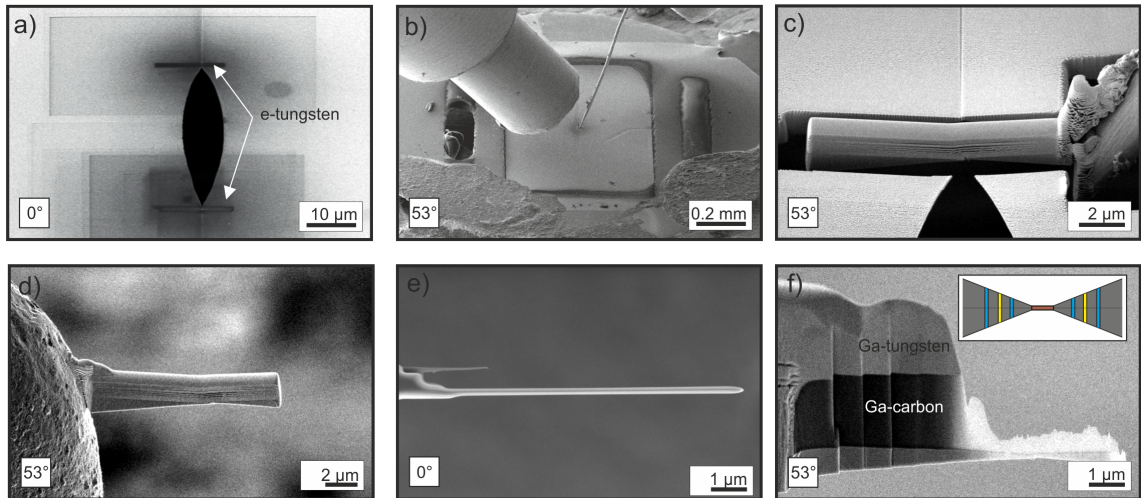 a)
e-tungsten
0°
10 µm
b)
53°
0.2 mm
c)
53°
2 µm
d)
53°
2 µm
e)
0°
1 µm
f)
Ga-tungsten
Ga-carbon
53°
1 µm